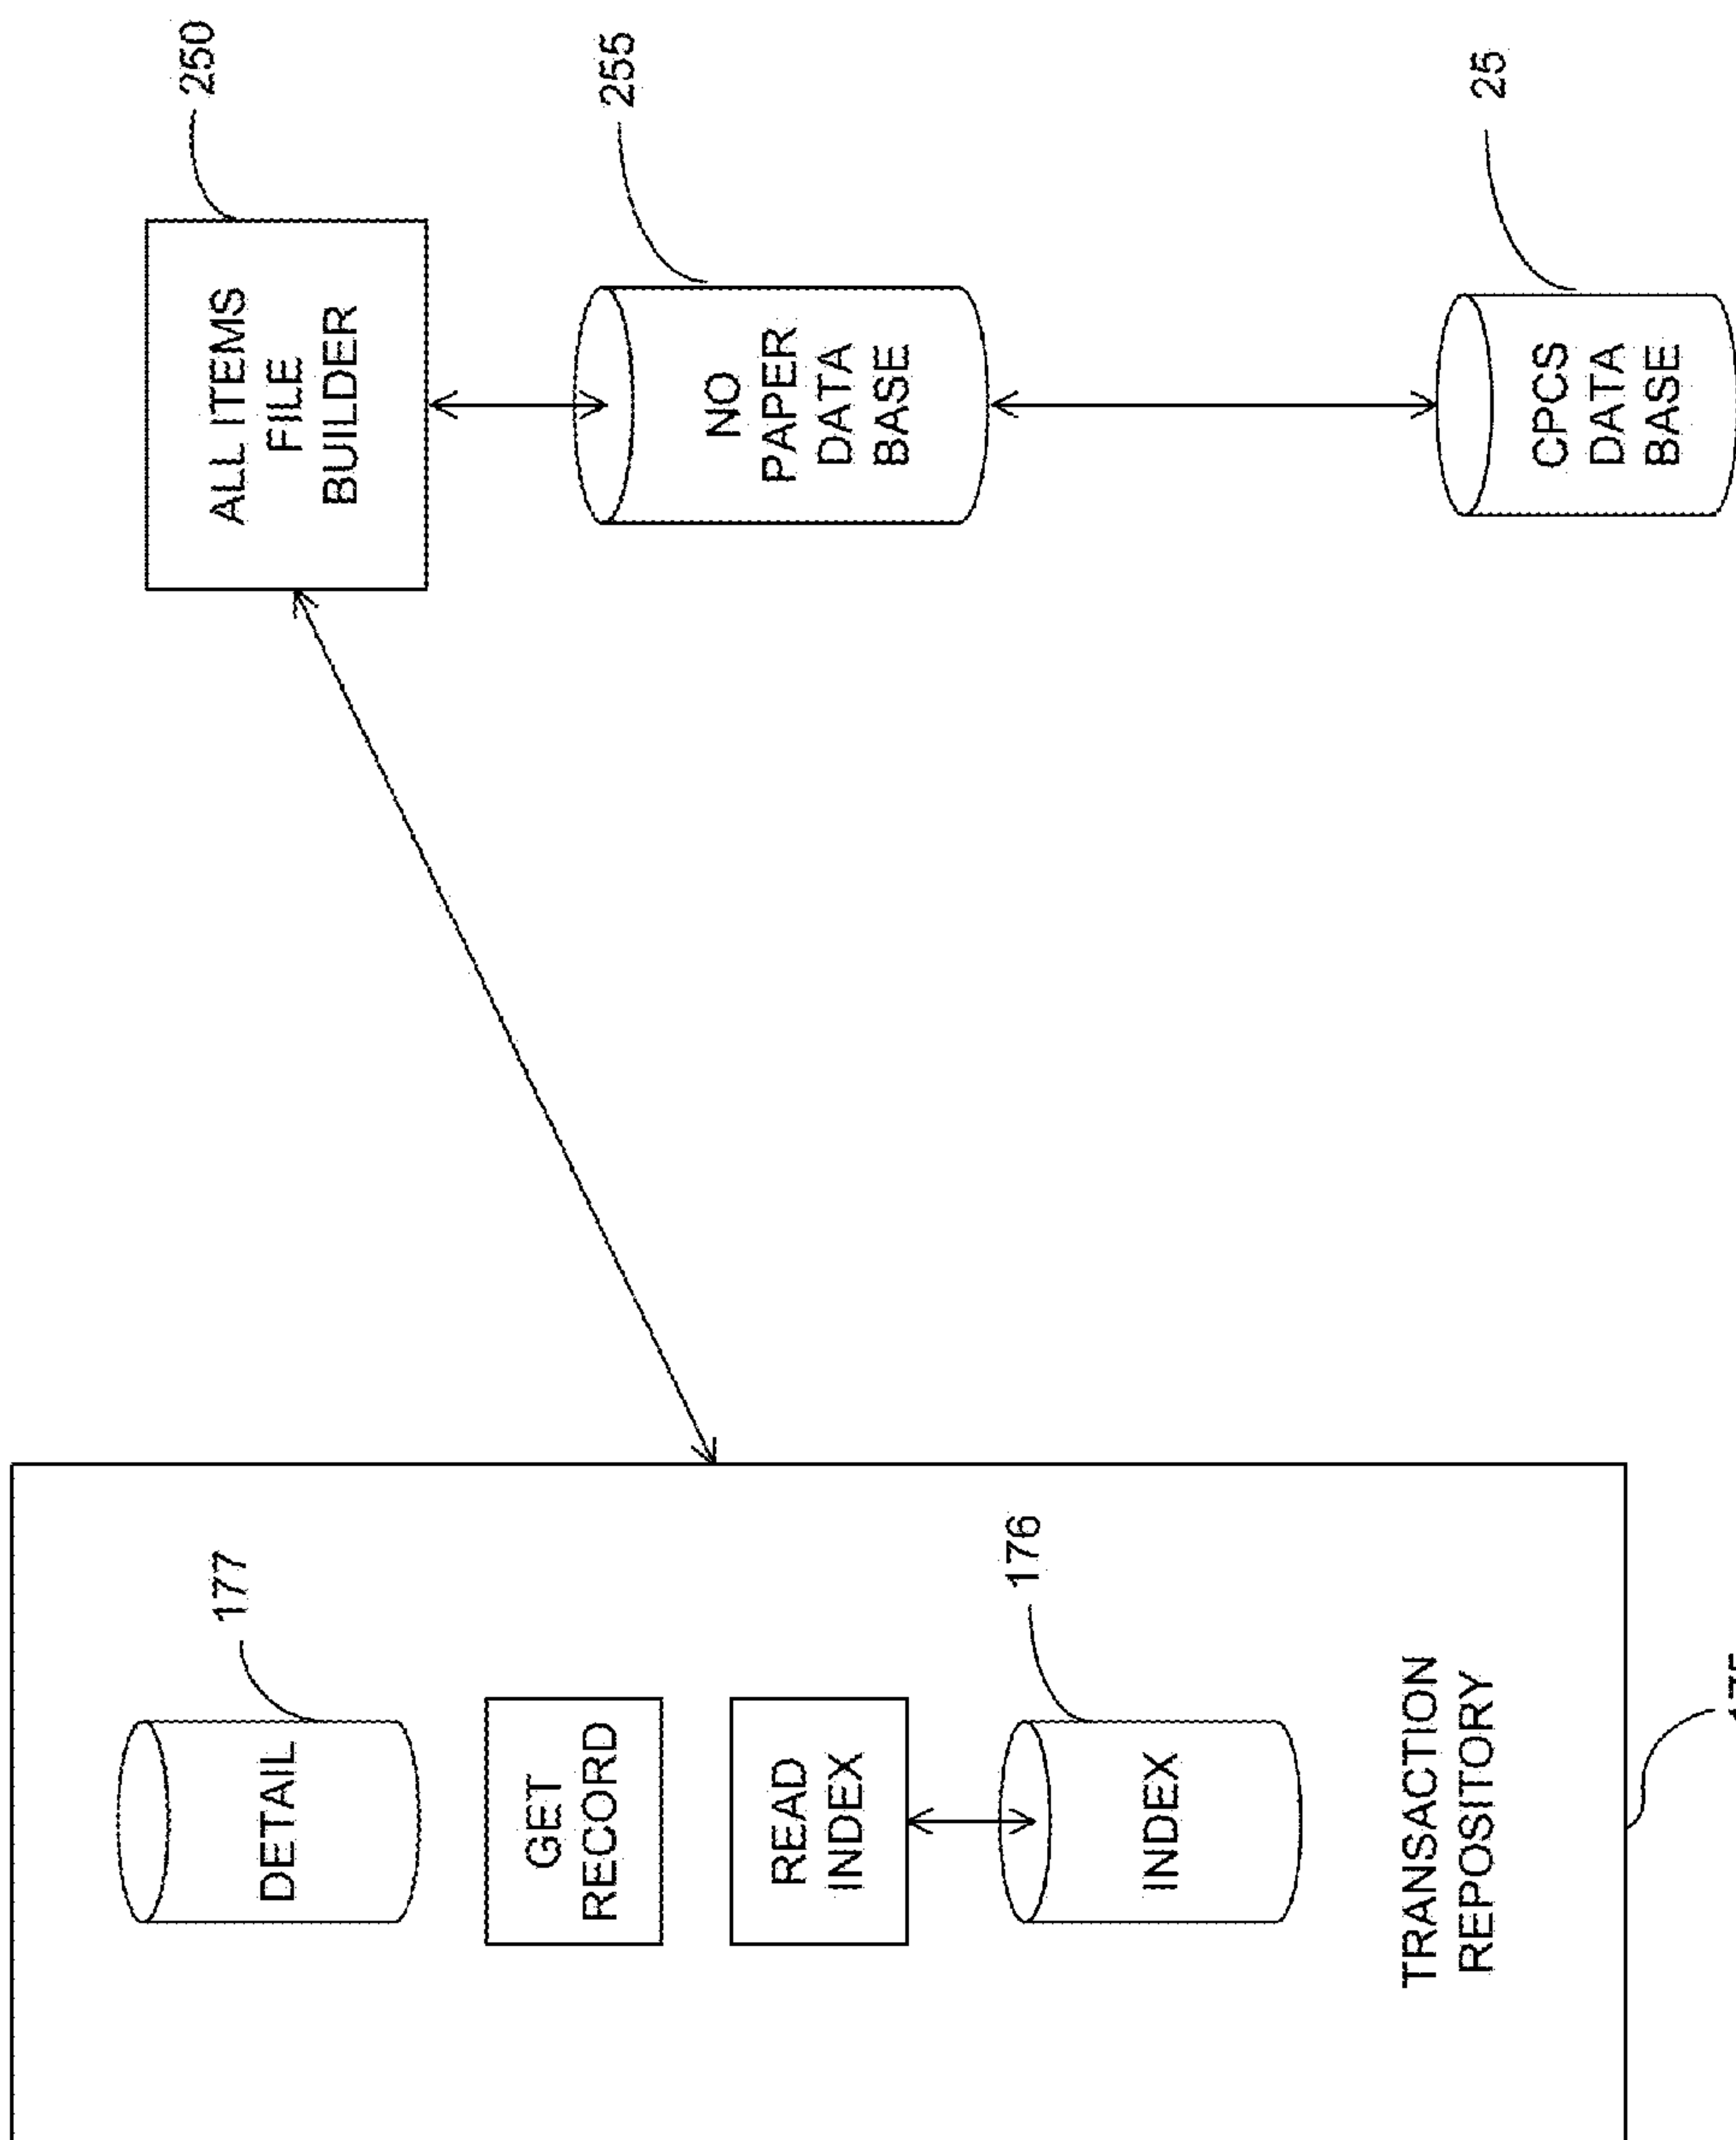 177
DETAIL
GET
RECORD
READ
INDEX
176
INDEX
TRANSACTION
REPOSITORY
250
ALL ITEMS
FILE
BUILDER
255
NO
PAPER
DATA
BASE
25
CPCS
DATA
BASE